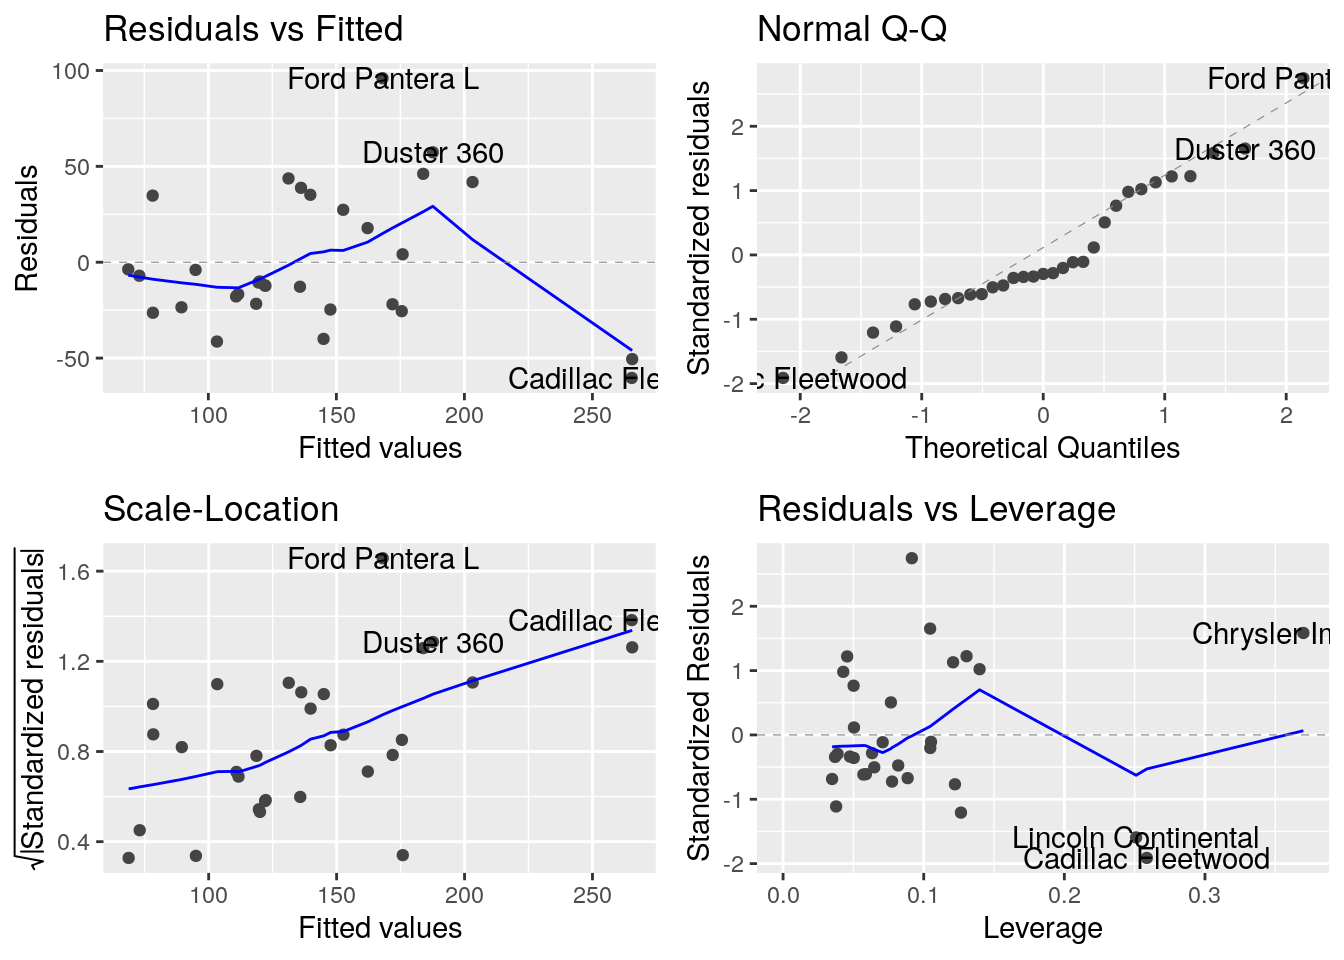 Residuals vs Fitted
Residuals
100
50
0
-50
Ford Pantera L
Duster 360
Cadillac Fle
100
150
200
250
Fitted values
Normal Q-Q
Standardized residuals
2
1
0
-1
-2
Ford Pant
Duster 360
c Fleetwood
-2
-1
0
1
2
Theoretical Quantiles
Scale-Location
√|Standardized residuals|
1.6
1.2
0.8
0.4
Ford Pantera L
Cadillac Fle
Duster 360
100
150
200
250
Fitted values
Residuals vs Leverage
Standardized Residuals
2
1
0
-1
-2
Chrysler Im
Lincoln Continental
Cadillac Fleetwood
0.0
0.1
0.2
0.3
Leverage